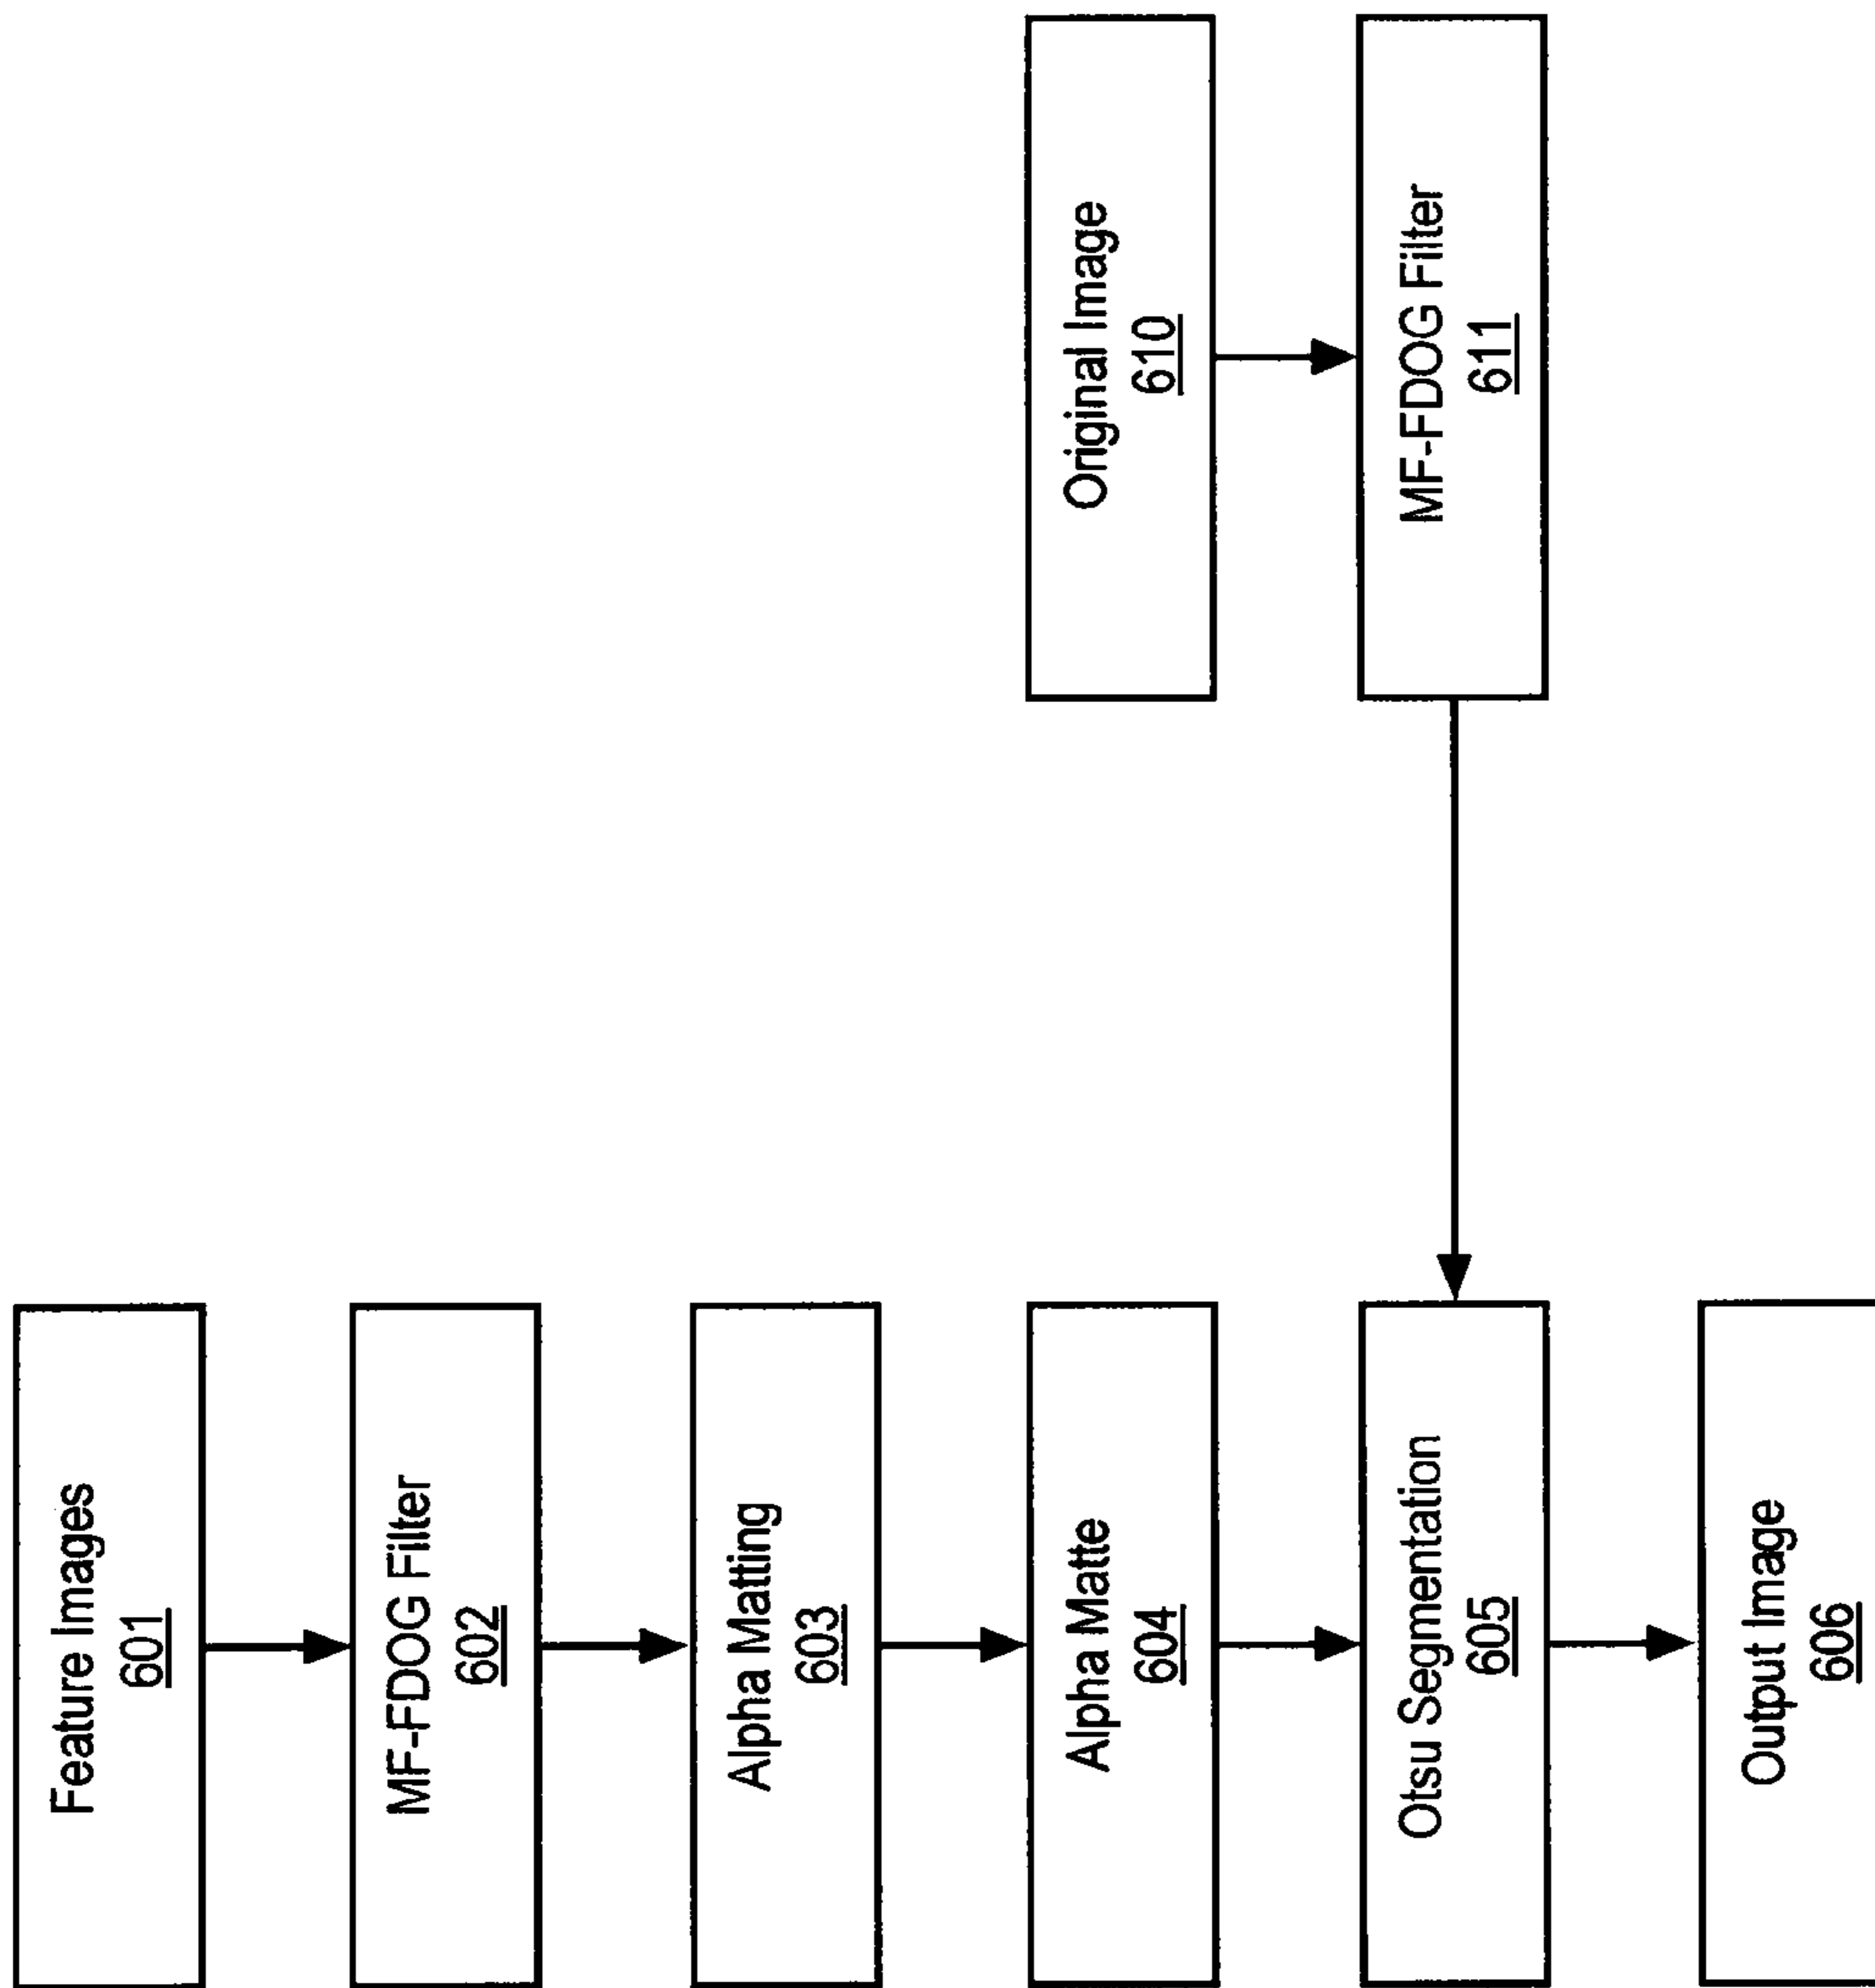 Feature Images
601
MF-FDOG Filter
602
Alpha Matting
603
Alpha Matte
604
Otsu Segmentation
605
Output Image
606
Original Image
610
MF-FDOG Filter
611